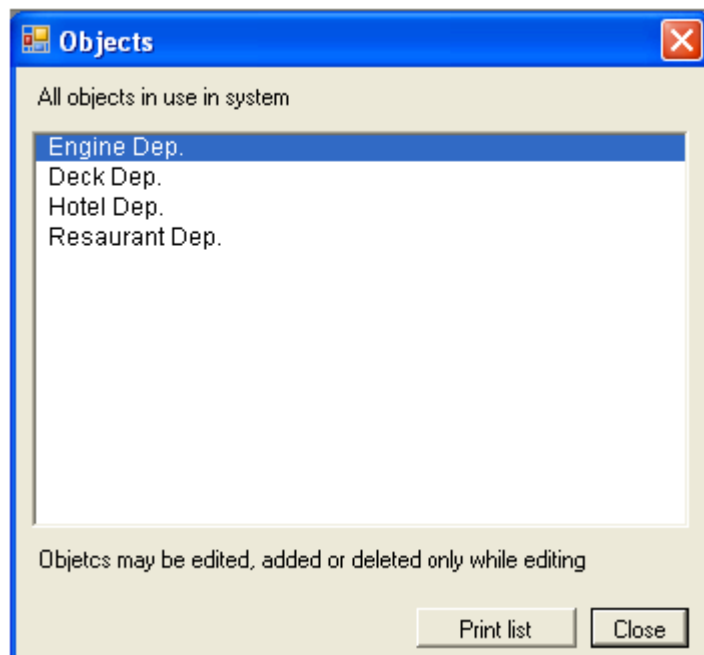 Objects
All objects in use in system
Engine Dep.
Deck Dep.
Hotel Dep.
Resaurant Dep.
Objetcs may be edited, added or deleted only while editing
Print list
Close